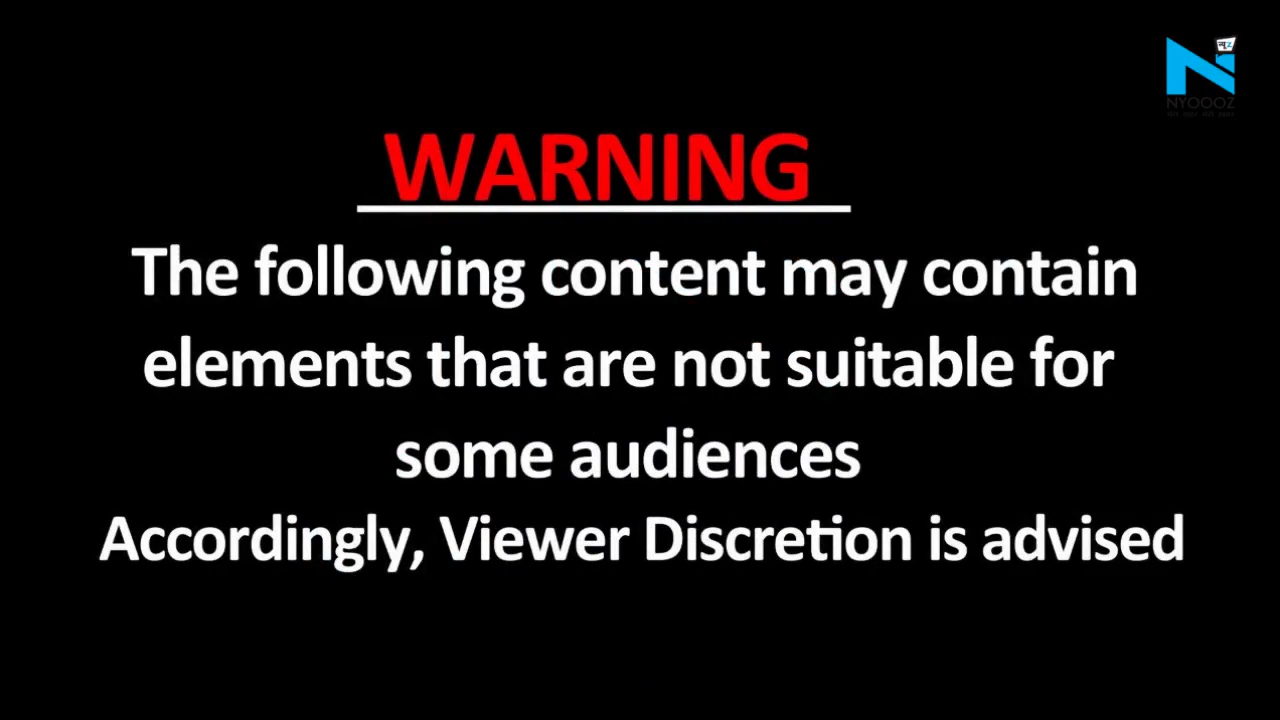 NYOOOZ
WARNING
The following content may contain
elements that are not suitable for
some audiences
Accordingly, Viewer Discretion is advised